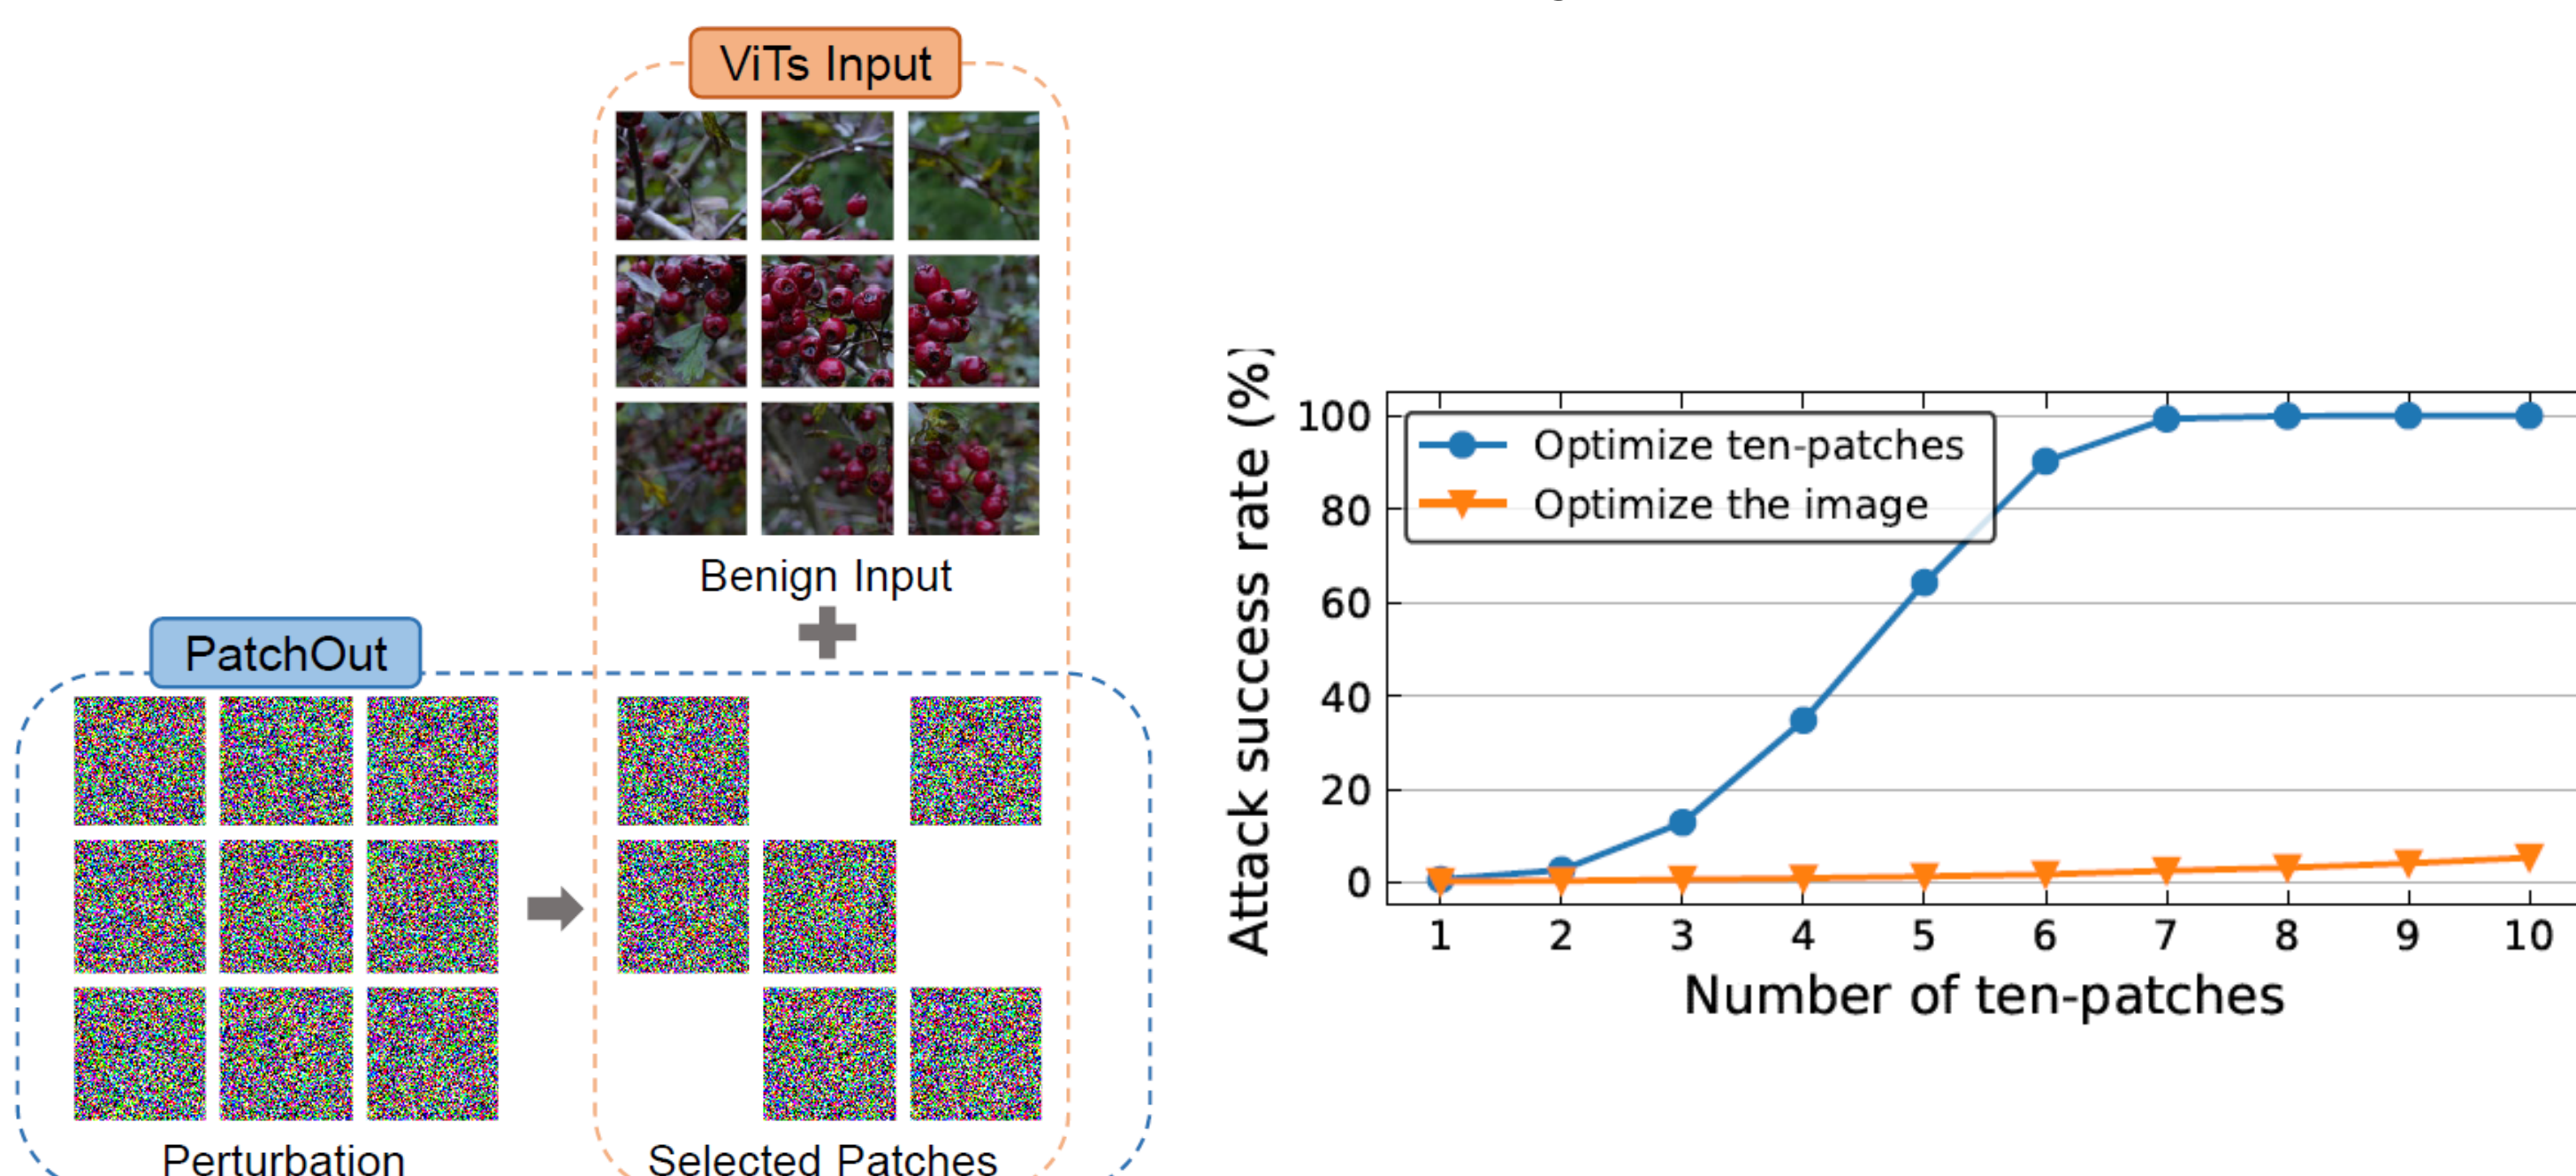 ViTs Input
Benign Input
PatchOut
Perturbation
Selected Patches
Attack success rate (%)
100
80
60
40
20
0
Optimize ten-patches
Optimize the image
1 2 3 4 5 6 7 8 9 10
Number of ten-patches